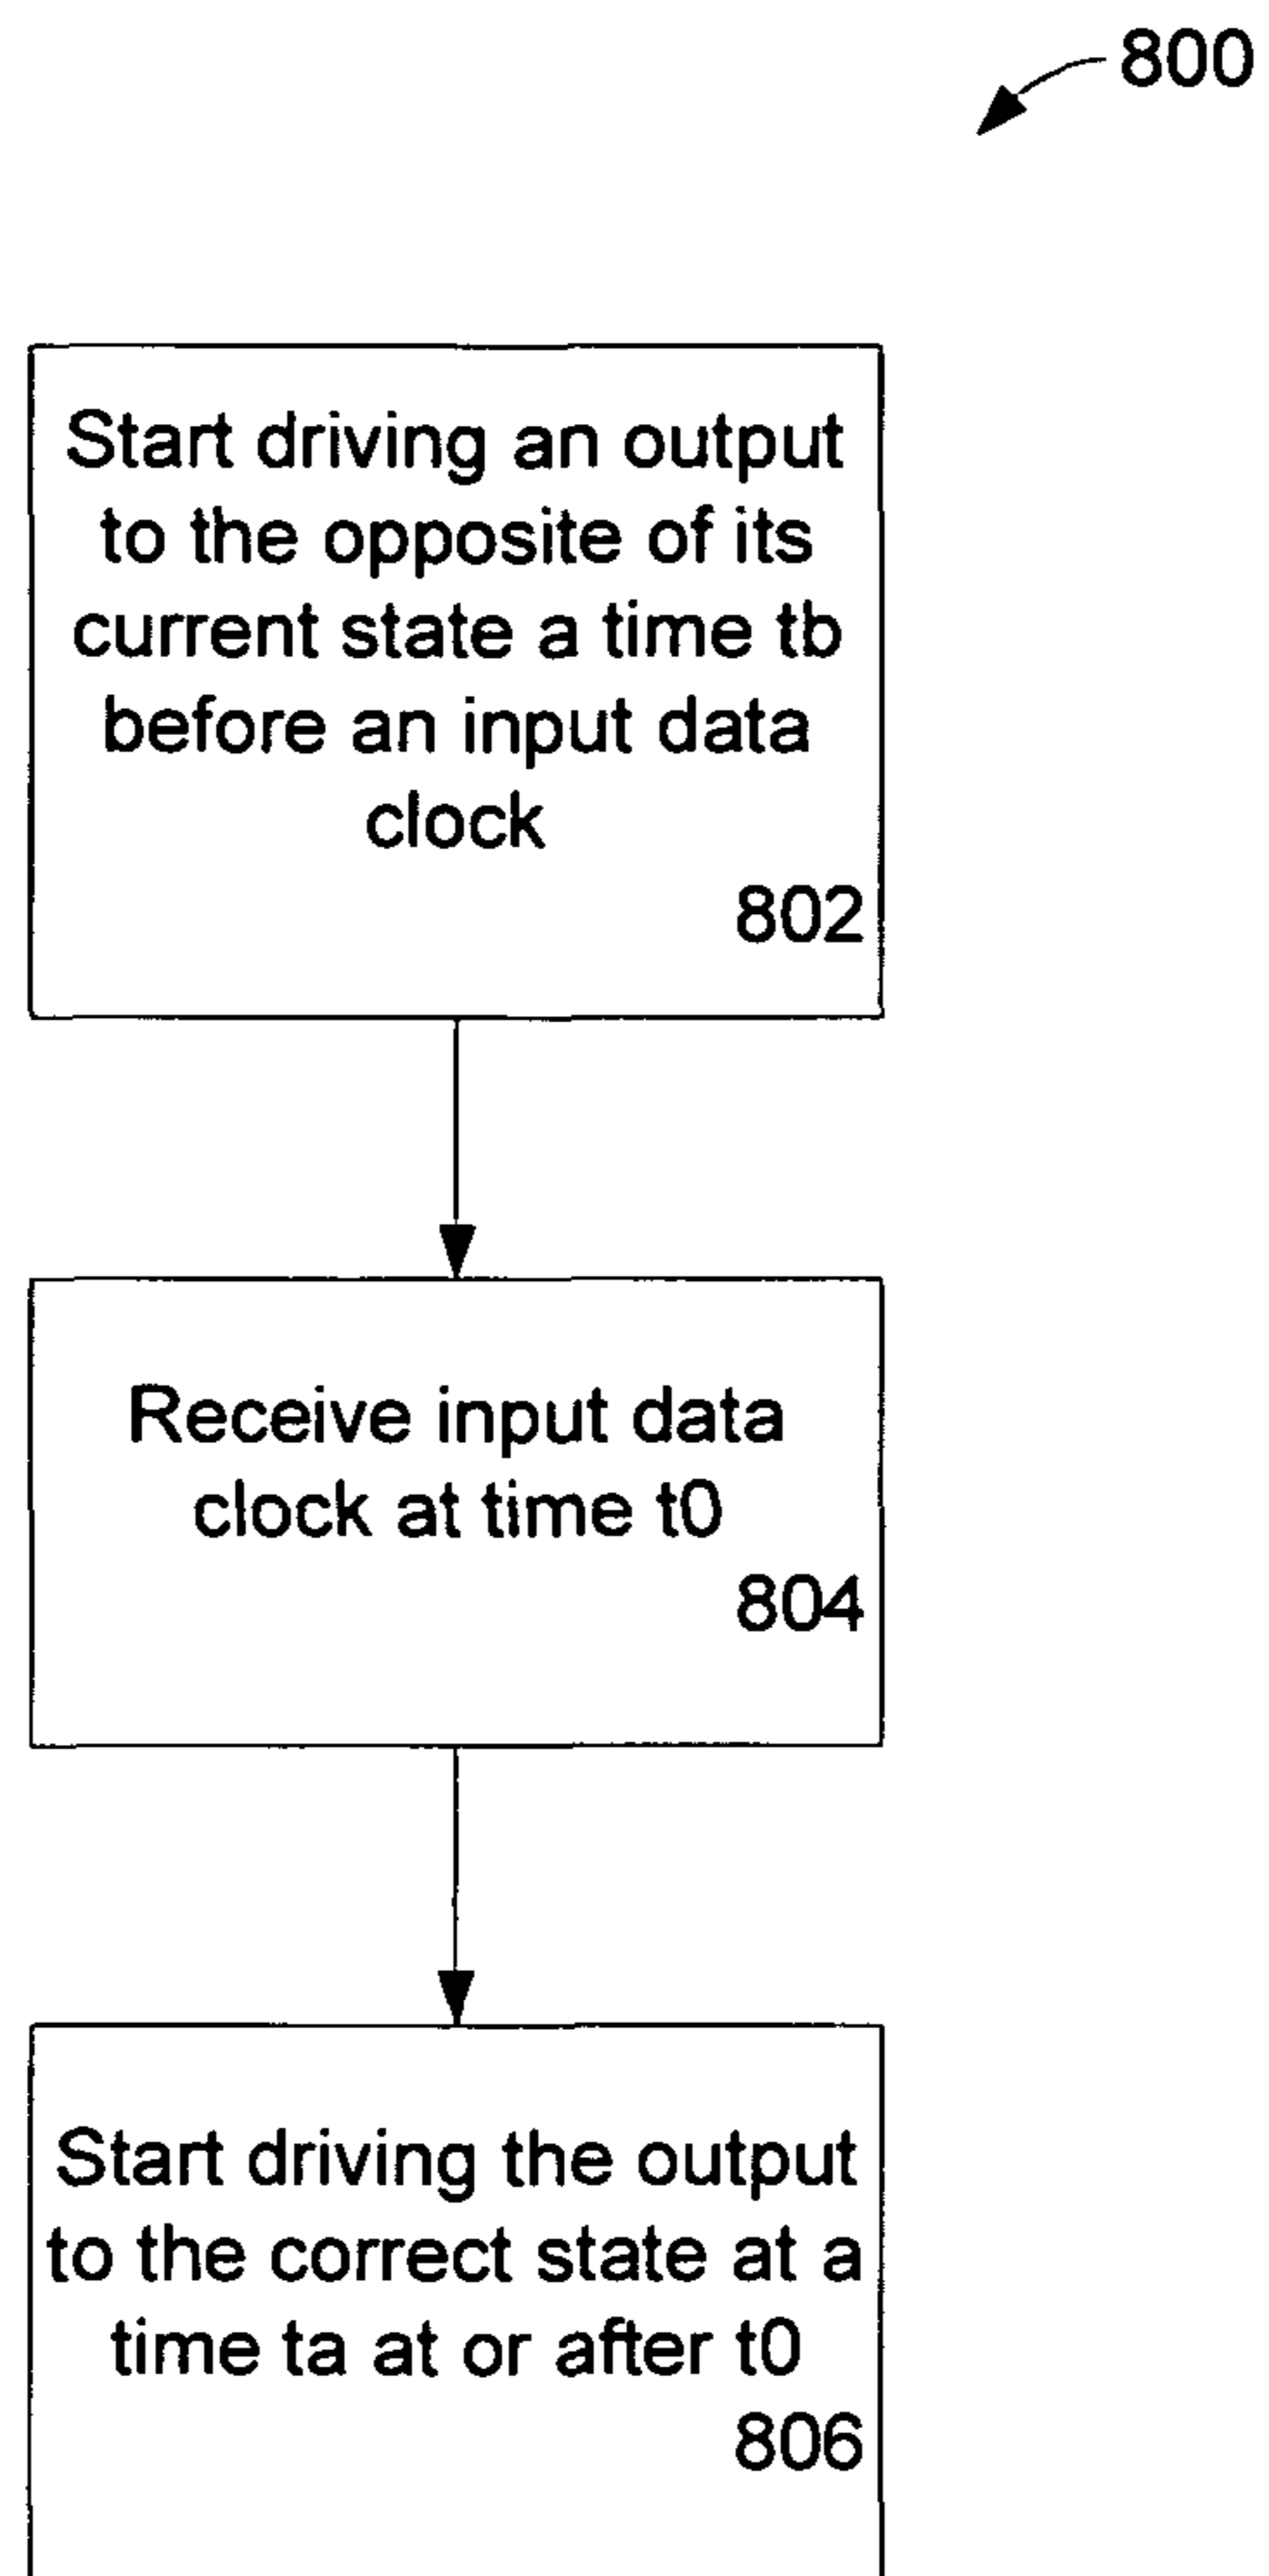 800
Start driving an output
to the opposite of its
current state a time tb
before an input data
clock
802
Receive input data
clock at time t0
804
Start driving the output
to the correct state at a
time ta at or after t0
806